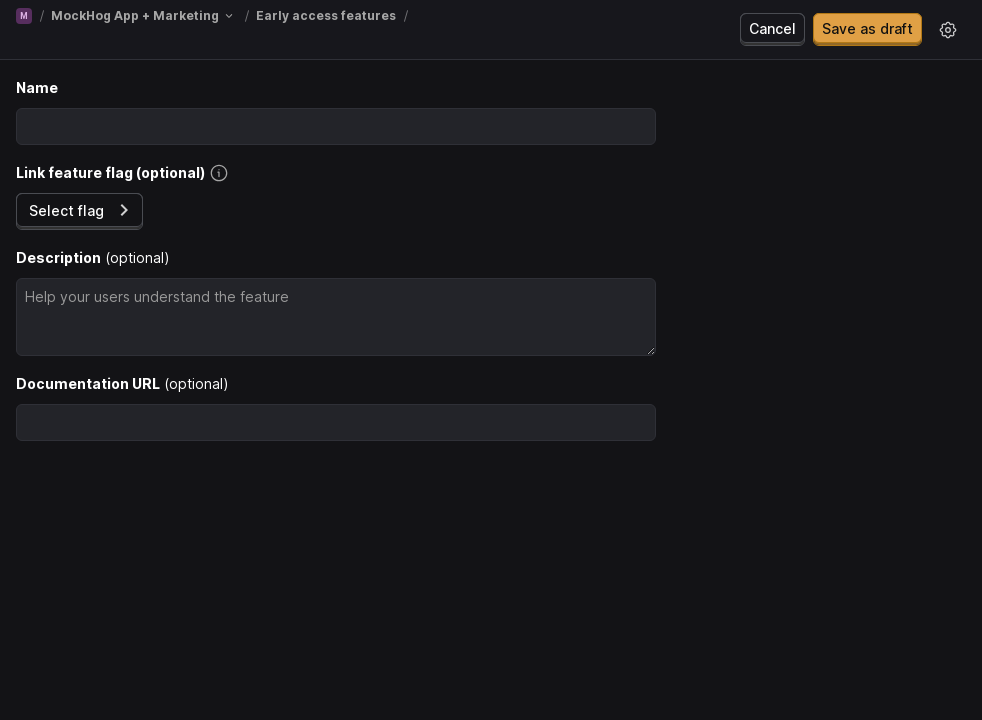 M / MockHog App + Marketing / Early access features /
Cancel
Save as draft
Name
Link feature flag (optional)
Select flag
Description (optional)
Help your users understand the feature
Documentation URL (optional)